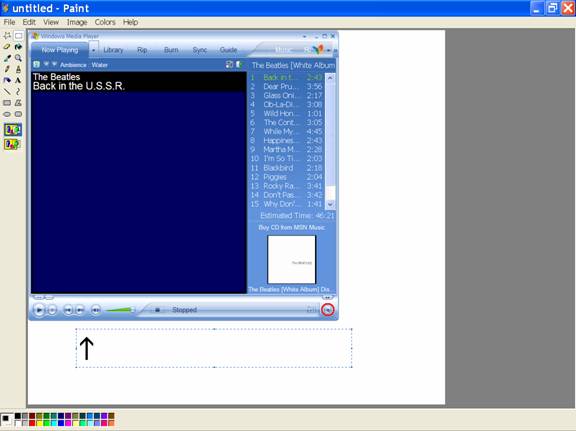 untitled - Paint
File Edit View Image Colors Help
Windows Media Player
Now Playing Library Rip Burn Sync Guide Music
Ambience : Water
The Beatles [White Album
The Beatles
Back in the U.S.S.R.
1 Back in t... 2:43
2 Dear Pru... 3:56
3 Glass Oni... 2:17
4 Ob-La-Di... 3:08
5 Wild Hon... 1:01
6 The Cont... 3:05
7 While My... 4:45
8 Happines... 2:43
9 Martha M... 2:28
10 I'm So Ti... 2:03
11 Blackbird 2:18
12 Piggies 2:04
13 Rocky Ra... 3:41
14 Don't Pas... 3:42
15 Why Don'... 1:41
Estimated Time: 46:21
Buy CD from MSN Music
The BEATLES
The Beatles [White Album] Dis...
Stopped